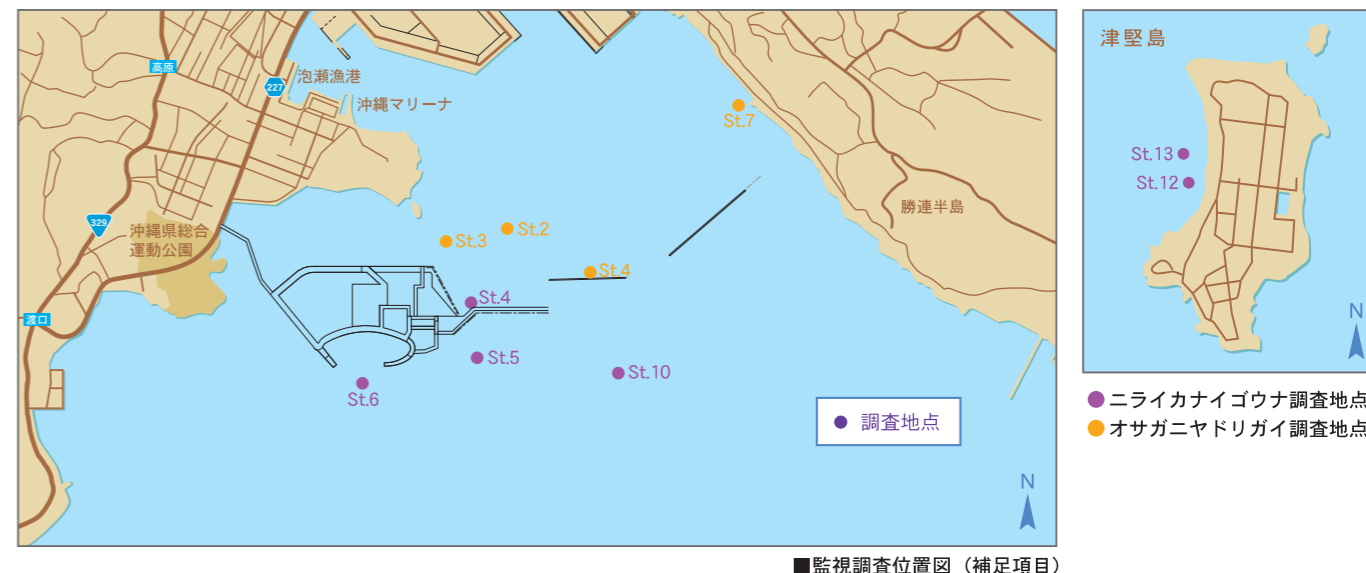 高原
227
泡瀬漁港
沖縄マリーナ
St.7
329
沖縄県総合
運動公園
St.3
St.2
勝連半島
St.4
St.4
渡口
St.5
St.10
St.6
調査地点
N
■監視調査位置図（補足項目）
津堅島
St.13
St.12
N
ニライカナイゴウナ調査地点
オサガニヤドリガイ調査地点